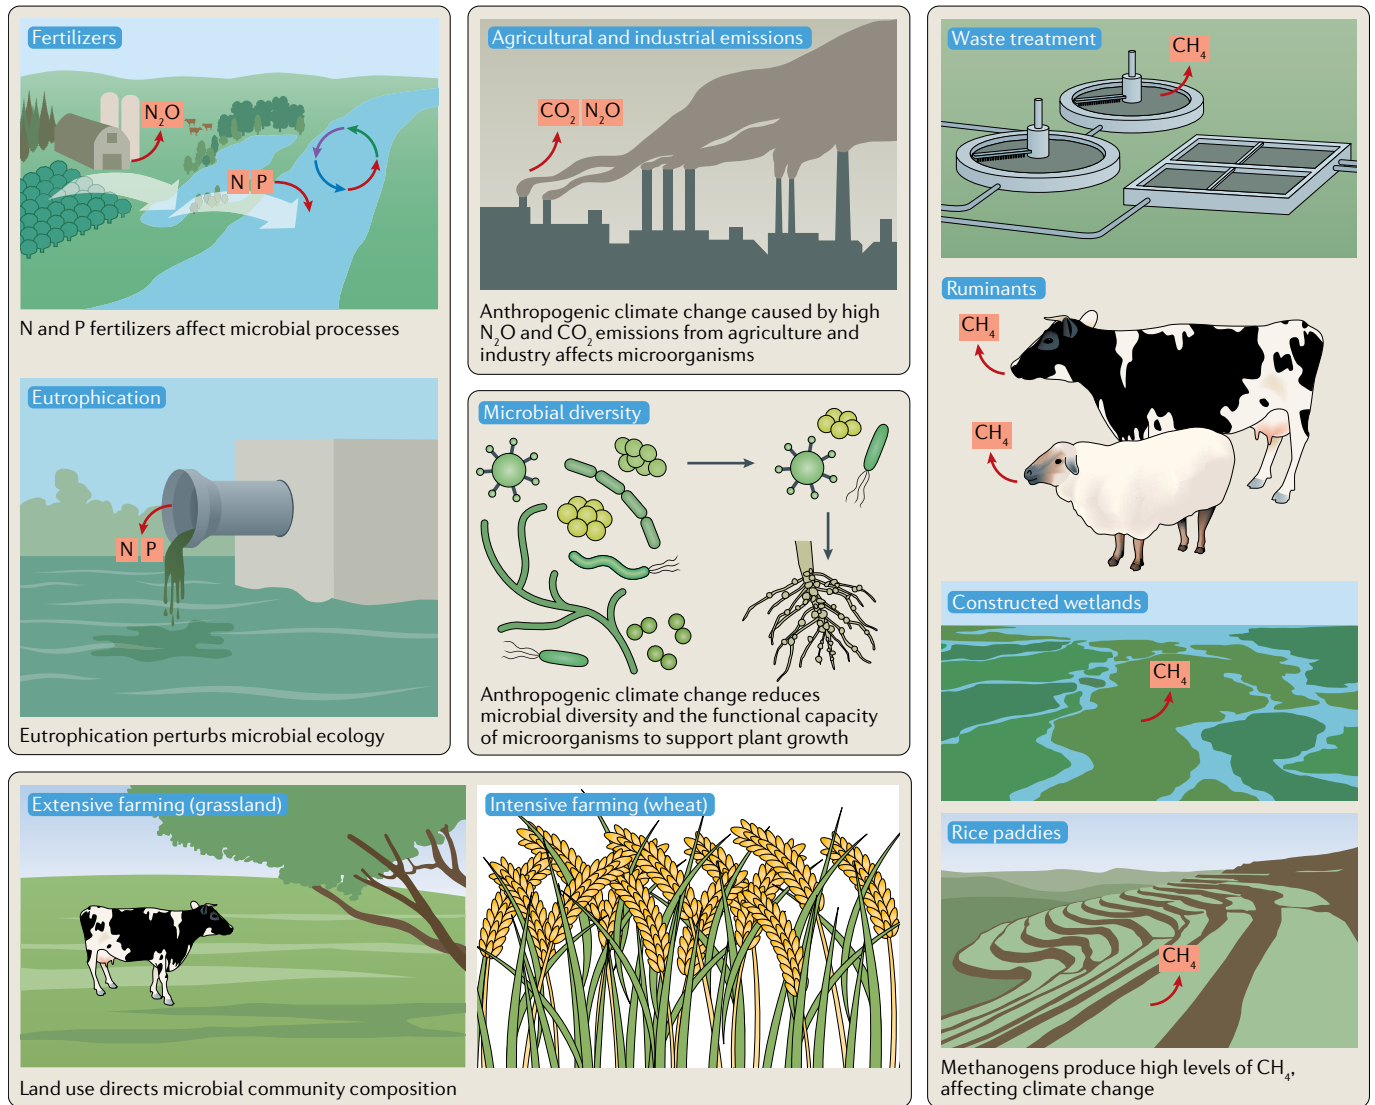 Fertilizers
N₂O
N P
N and P fertilizers affect microbial processes
Eutrophication
N P
Eutrophication perturbs microbial ecology
Agricultural and industrial emissions
CO₂ N₂O
Anthropogenic climate change caused by high
N₂O and CO₂ emissions from agriculture and
industry affects microorganisms
Microbial diversity
Anthropogenic climate change reduces
microbial diversity and the functional capacity
of microorganisms to support plant growth
Waste treatment
CH₄
Ruminants
CH₄
CH₄
Constructed wetlands
CH₄
Rice paddies
CH₄
Methanogens produce high levels of CH₄,
affecting climate change
Extensive farming (grassland)
Intensive farming (wheat)
Land use directs microbial community composition